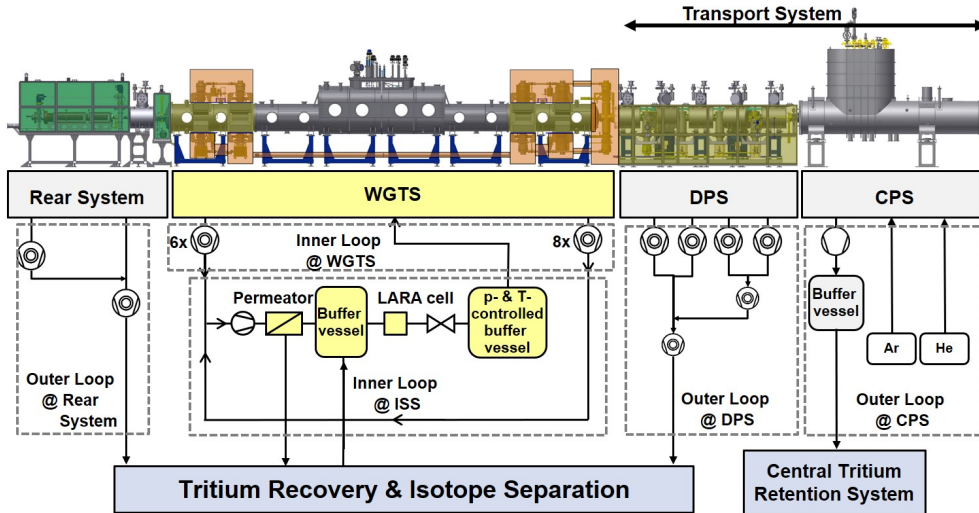 Transport System
Rear System
WGTS
DPS
CPS
6x
Inner Loop
@ WGTS
8x
Permeator
Buffer
vessel
LARA cell
p- & T-
controlled
buffer
vessel
Inner Loop
@ ISS
Outer Loop
@ Rear
System
Outer Loop
@ DPS
Buffer
vessel
Ar
He
Outer Loop
@ CPS
Tritium Recovery & Isotope Separation
Central Tritium
Retention System